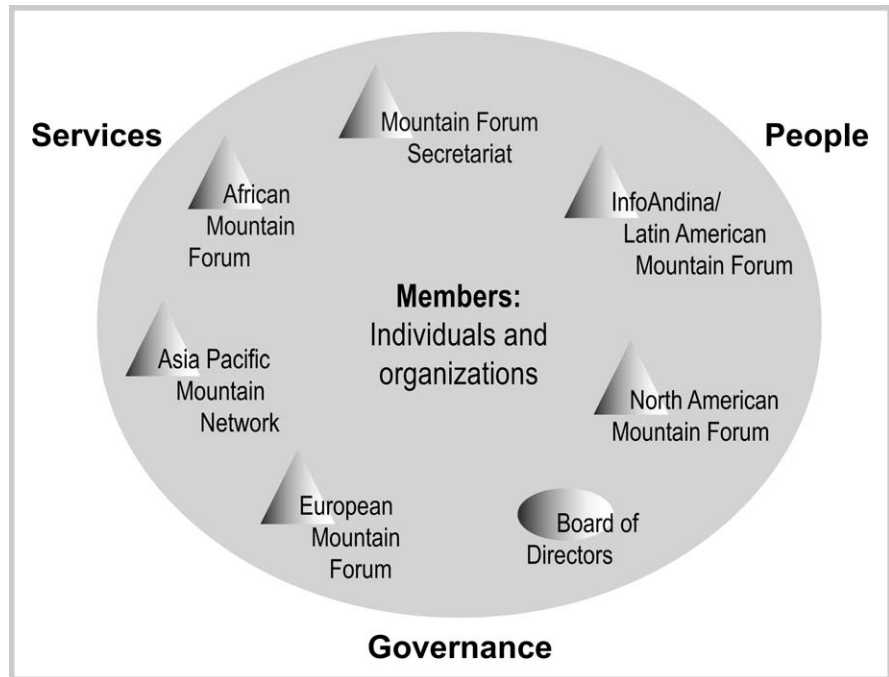 Services
People
Mountain Forum
Secretariat
African
Mountain
Forum
InfoAndina/
Latin American
Mountain Forum
Members:
Individuals and
organizations
Asia Pacific
Mountain
Network
North American
Mountain Forum
European
Mountain
Forum
Board of
Directors
Governance